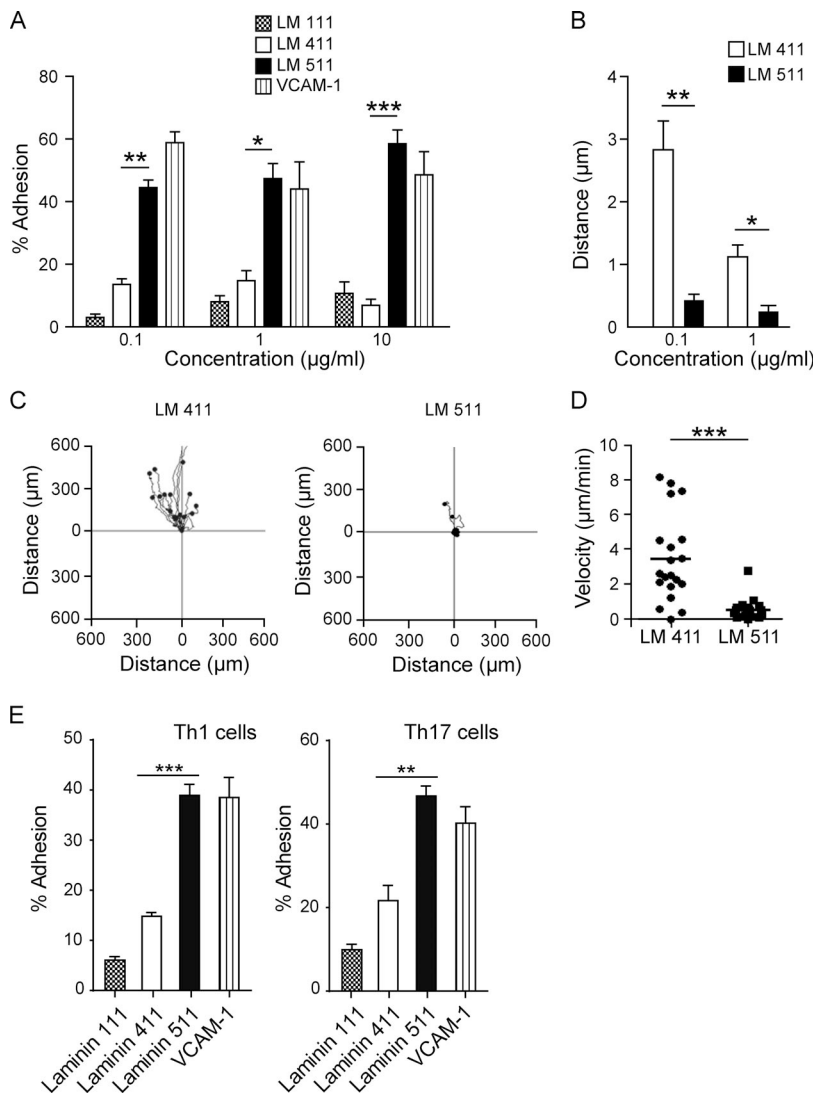 A
LM 111
LM 411
LM 511
VCAM-1
80
60
40
20
0
% Adhesion
**
*
***
0.1
1
10
Concentration (µg/ml)
B
LM 411
LM 511
4
3
2
1
0
Distance (µm)
**
*
0.1
1
Concentration (µg/ml)
C
LM 411
600
300
0
300
600
Distance (µm)
600 300 0 300 600
Distance (µm)
LM 511
600
300
0
300
600
Distance (µm)
600 300 0 300 600
Distance (µm)
D
***
10
8
6
4
2
0
Velocity (µm/min)
LM 411 LM 511
E
Th1 cells
50
40
30
20
10
0
% Adhesion
***
Laminin 111
Laminin 411
Laminin 511
VCAM-1
Th17 cells
60
40
20
0
% Adhesion
**
Laminin 111
Laminin 411
Laminin 511
VCAM-1